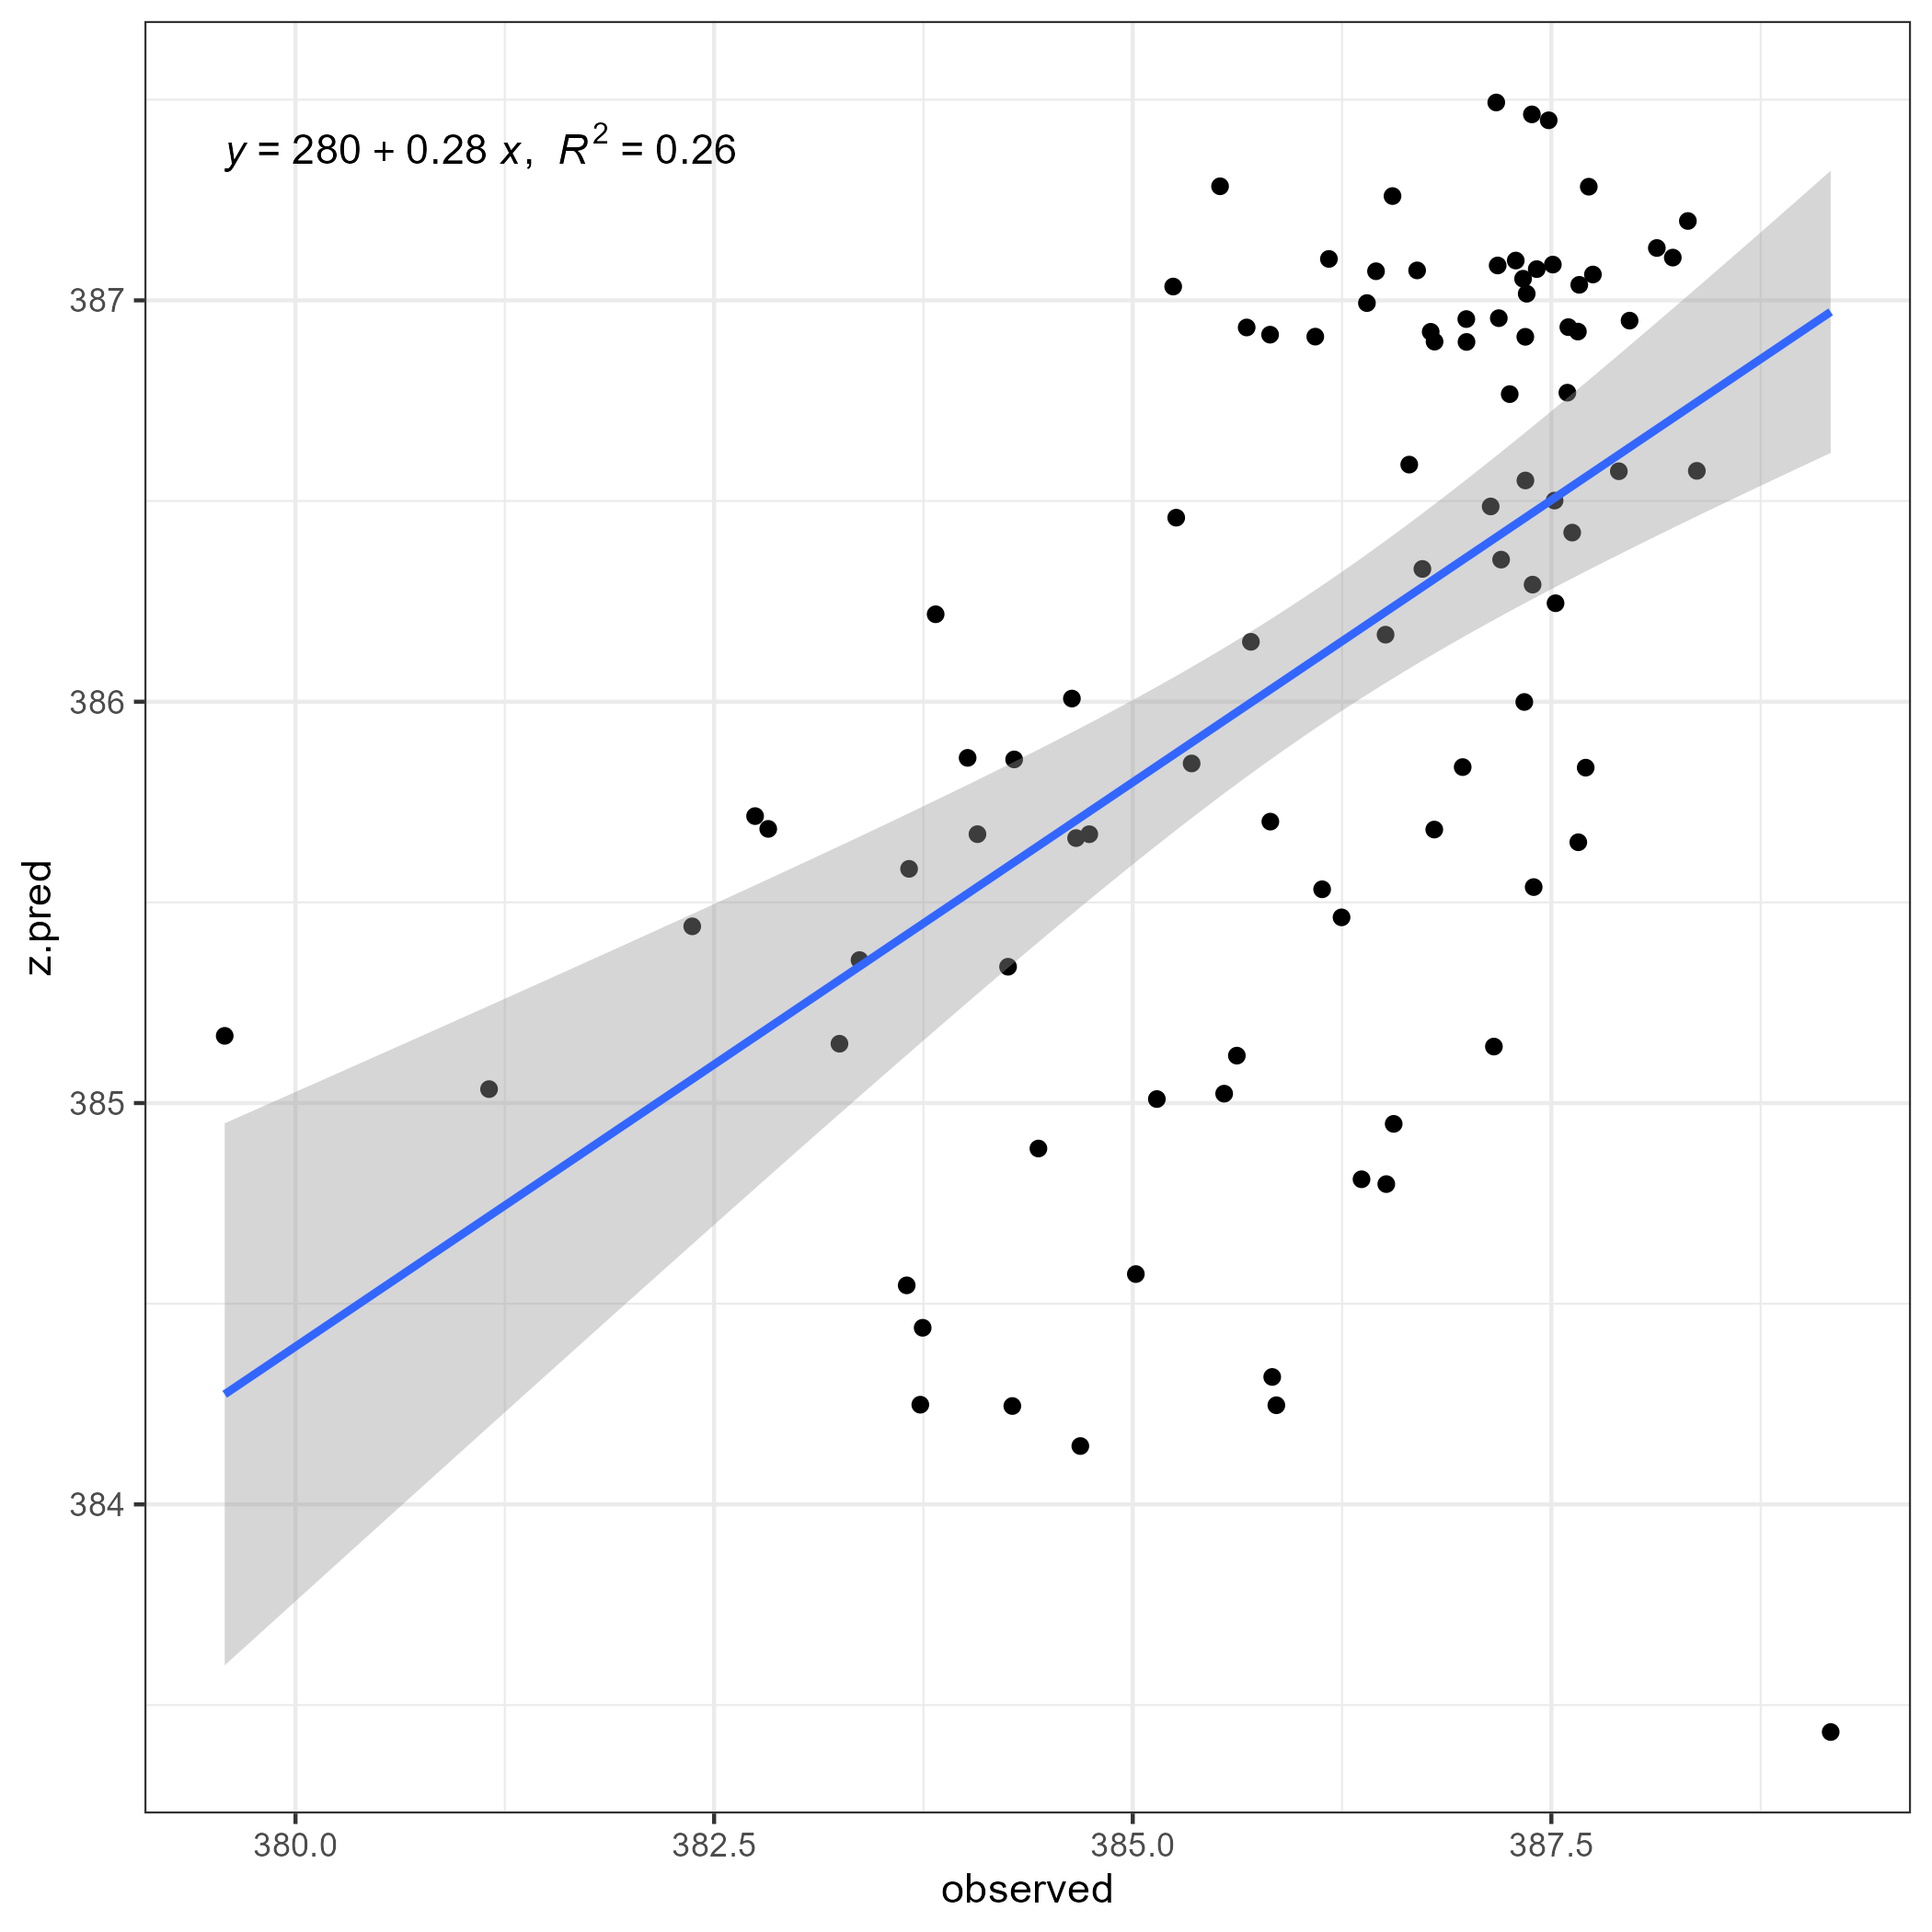 y = 280 + 0.28 x, R² = 0.26
387
386
385
384
z.pred
380.0 382.5 385.0 387.5
observed